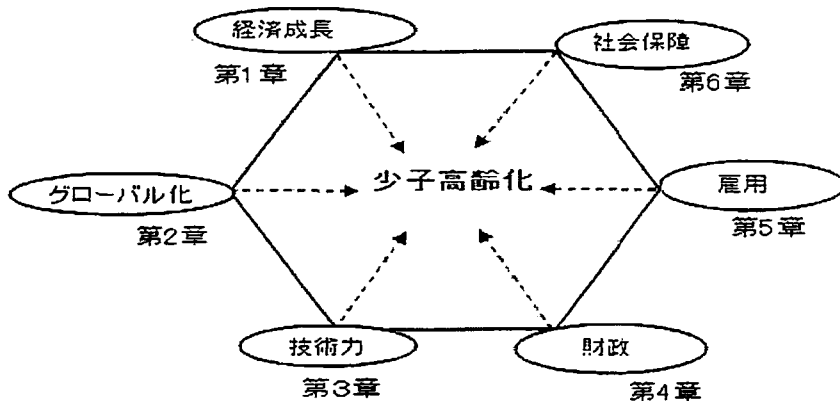 経済成長
第1章
社会保障
第6章
少子高齢化
グローバル化
第2章
雇用
第5章
技術力
第3章
財政
第4章